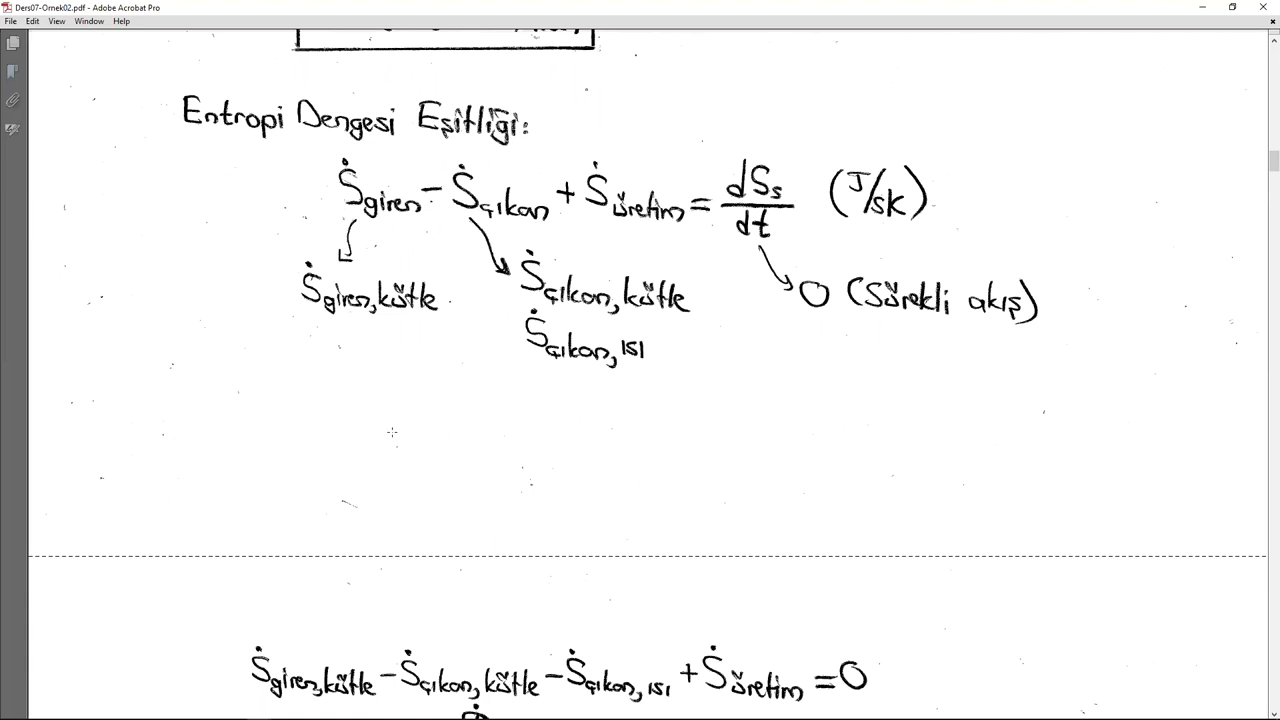 Ders07-Ornek02.pdf - Adobe Acrobat Pro
File Edit View Window Help
Entropi Dengesi Eşitliği:
Ṡgiren - Ṡçıkan + Ṡüretim = dSs/dt (J/sk)
Ṡgiren,kütle Ṡçıkan,kütle 0 (Sürekli akış)
Ṡçıkan,ısı
Ṡgiren,kütle - Ṡçıkan,kütle - Ṡçıkan,ısı + Ṡüretim = 0